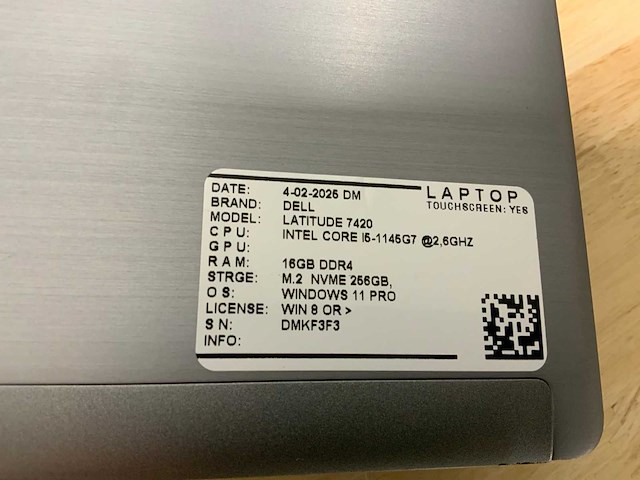 DATE: 4-02-2025 DM
LAPTOP
BRAND: DELL
TOUCHSCREEN: YES
MODEL: LATITUDE 7420
CPU: INTEL CORE I5-1145G7 @2,6GHZ
GPU:
RAM: 16GB DDR4
STRGE: M.2 NVME 256GB,
OS: WINDOWS 11 PRO
LICENSE: WIN 8 OR >
SN: DMKF3F3
INFO: